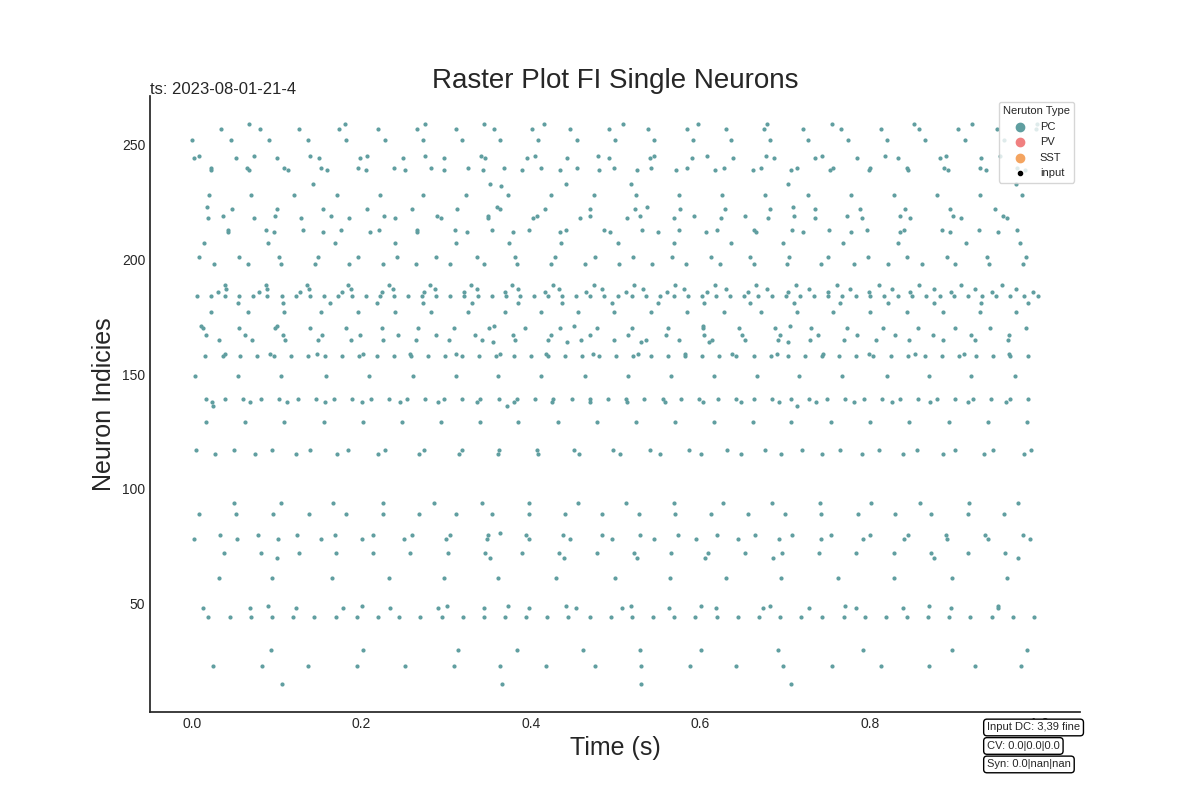 Raster Plot FI Single Neurons
ts: 2023-08-01-21-4
Neruton Type
PC
PV
SST
input
250
200
150
100
50
Neuron Indicies
0.0 0.2 0.4 0.6 0.8
Time (s)
Input DC: 3,39 fine
CV: 0.0|0.0|0.0
Syn: 0.0|nan|nan